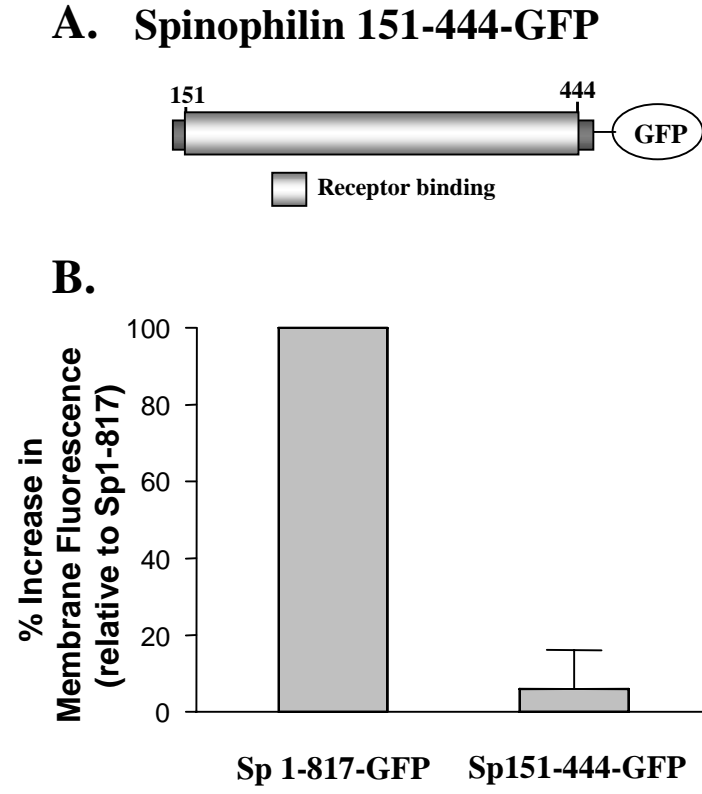 A. Spinophilin 151-444-GFP
151
444
GFP
Receptor binding
B.
% Increase in
Membrane Fluorescence
(relative to Sp1-817)
100
80
60
40
20
0
Sp 1-817-GFP
Sp151-444-GFP